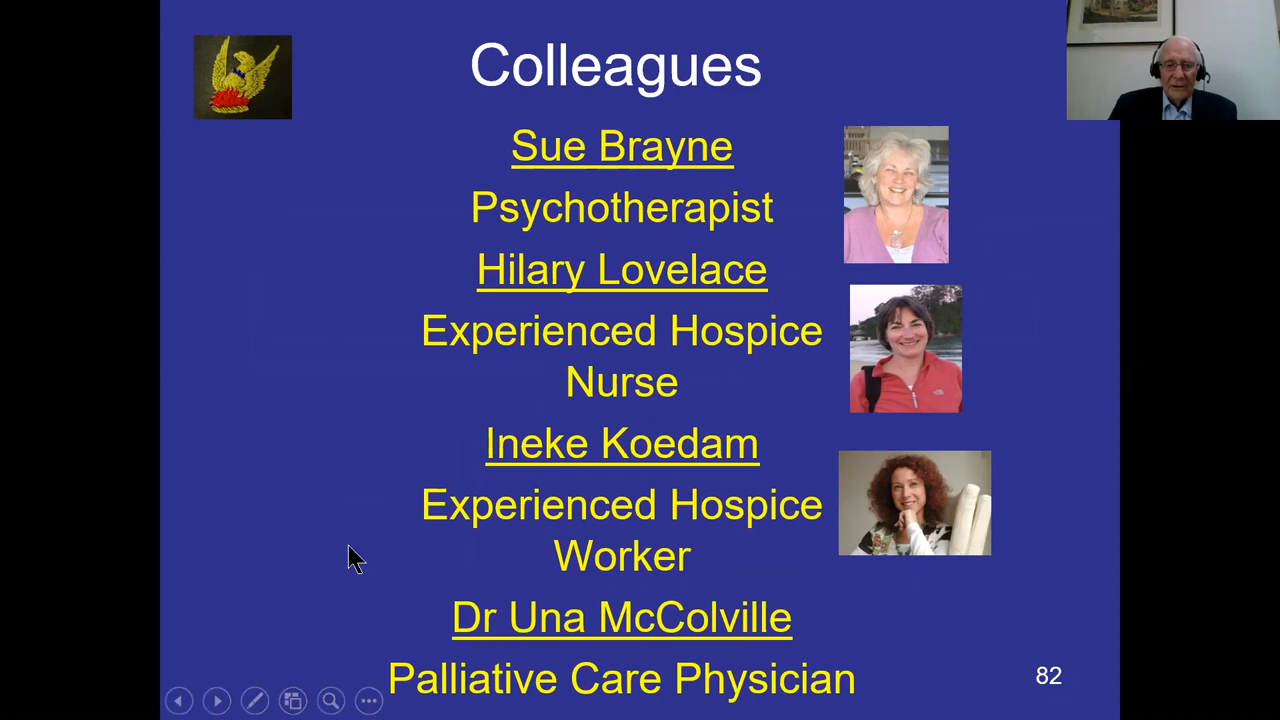 Colleagues
Sue Brayne
Psychotherapist
Hilary Lovelace
Experienced Hospice
Nurse
Ineke Koedam
Experienced Hospice
Worker
Dr Una McColville
Palliative Care Physician
82